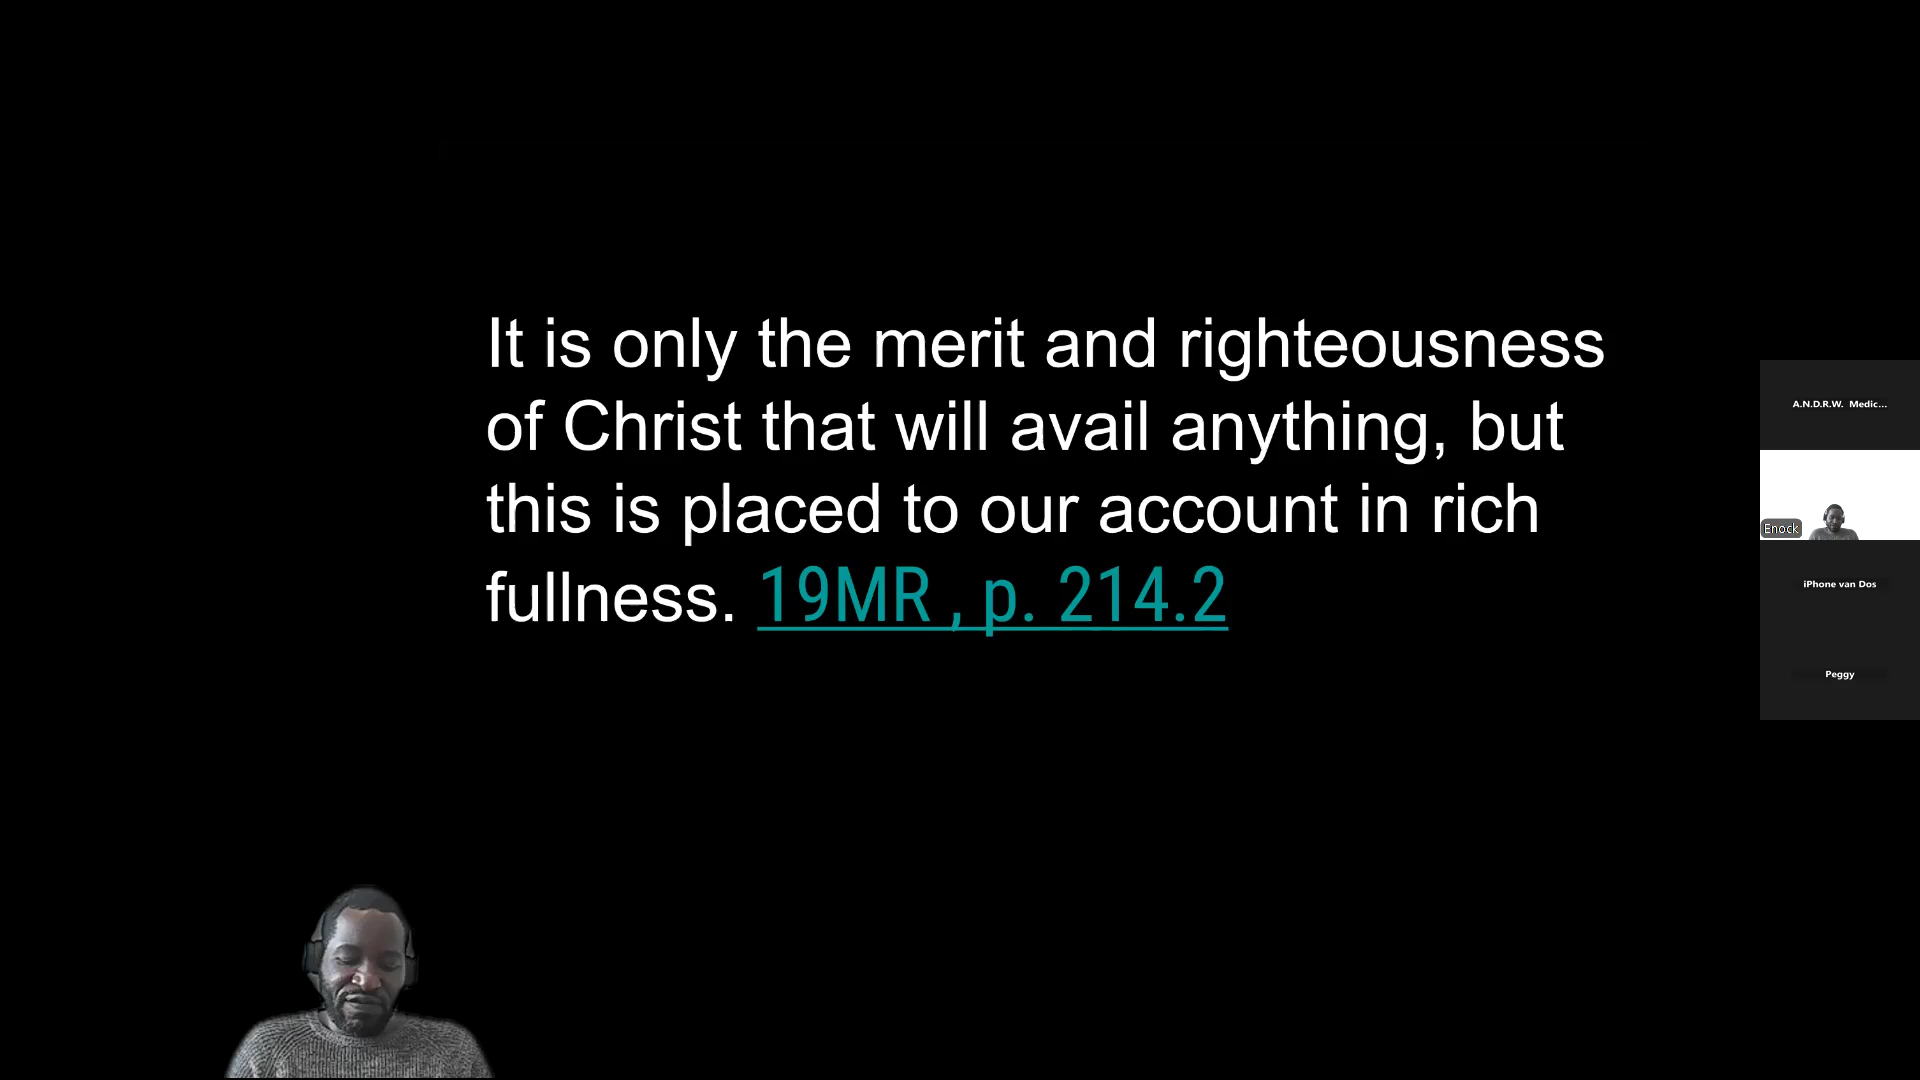 It is only the merit and righteousness
of Christ that will avail anything, but
this is placed to our account in rich
fullness. 19MR , p. 214.2
A.N.D.R.W. Medic...
Enock
iPhone van Dos
Peggy